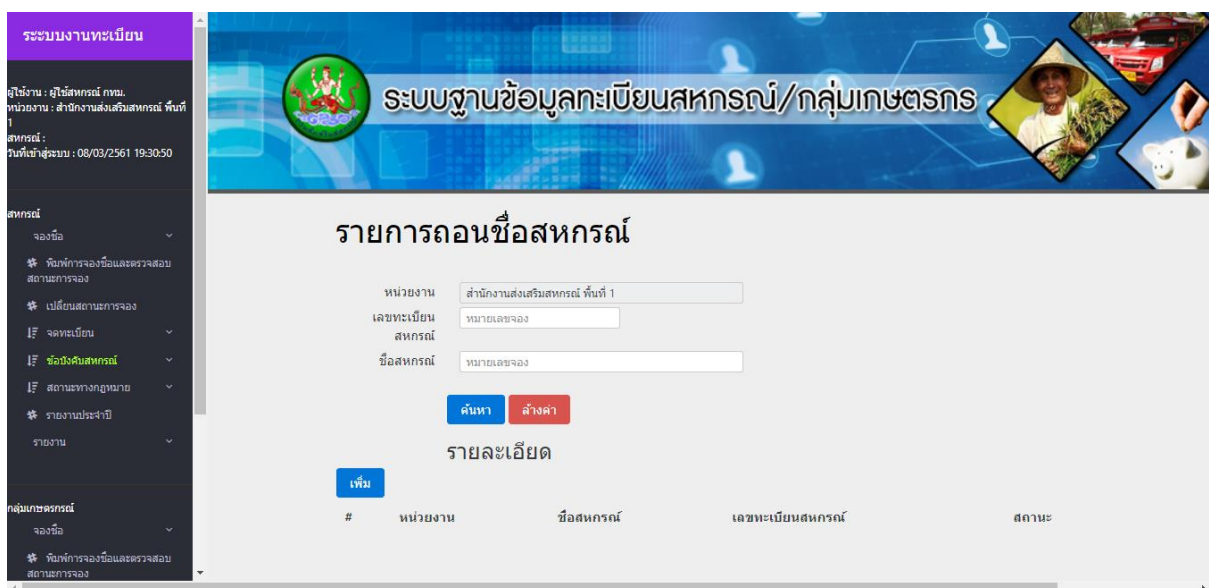 ระะบบงานทะเบียน
ผู้ใช้งาน : ผู้ใช้สหกรณ์ กทม.
หน่วยงาน : สำนักงานส่งเสริมสหกรณ์ พื้นที่
1
สหกรณ์ :
วันที่เข้าสู่ระบบ : 08/03/2561 19:30:50
สหกรณ์
จองชื่อ
พิมพ์การจองชื่อและตรวจสอบ
สถานะการจอง
เปลี่ยนสถานะการจอง
จดทะเบียน
ข้อบังคับสหกรณ์
สถานะทางกฎหมาย
รายงานประจำปี
รายงาน
กลุ่มเกษตรกรณ์
จองชื่อ
พิมพ์การจองชื่อและตรวจสอบ
สถานะการจอง
ระบบฐานข้อมูลทะเบียนสหกรณ์/กลุ่มเกษตรกร
รายการถอนชื่อสหกรณ์
หน่วยงาน สำนักงานส่งเสริมสหกรณ์ พื้นที่ 1
เลขทะเบียน หมายเลขจอง
สหกรณ์
ชื่อสหกรณ์ หมายเลขจอง
ค้นหา ล้างค่า
รายละเอียด
เพิ่ม
# หน่วยงาน ชื่อสหกรณ์ เลขทะเบียนสหกรณ์ สถานะ